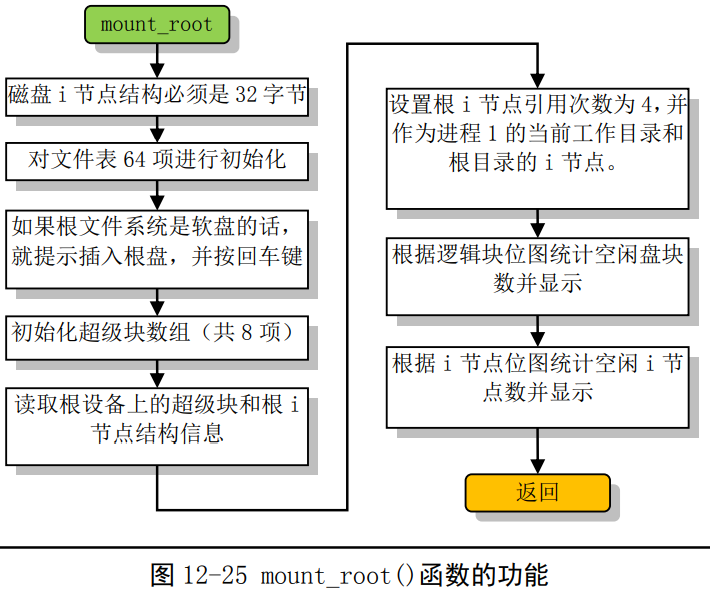 mount_root
磁盘 i 节点结构必须是 32 字节
对文件表 64 项进行初始化
如果根文件系统是软盘的话，
就提示插入根盘，并按回车键
初始化超级块数组（共 8 项）
读取根设备上的超级块和根 i
节点结构信息
设置根 i 节点引用次数为 4，并
作为进程 1 的当前工作目录和
根目录的 i 节点。
根据逻辑块位图统计空闲盘块
数并显示
根据 i 节点位图统计空闲 i 节
点数并显示
返回
图 12-25 mount_root()函数的功能